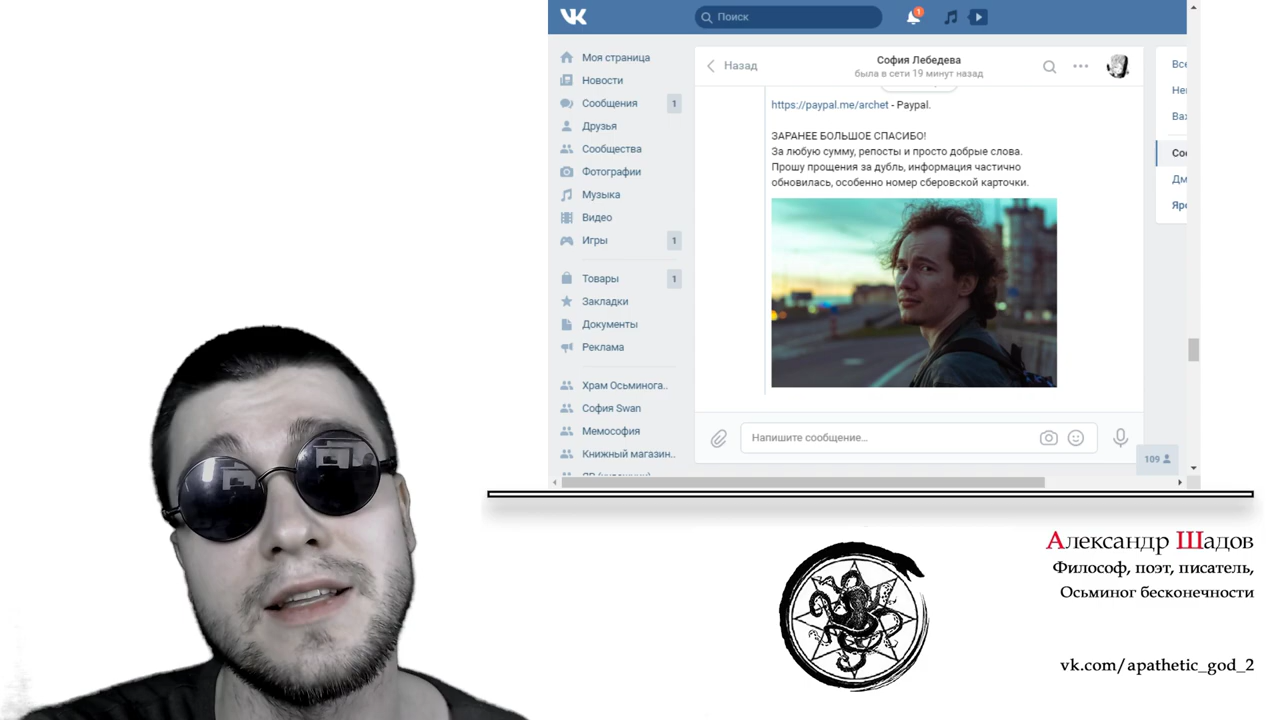 Поиск
1
Моя страница
Новости
Сообщения
1
Друзья
Сообщества
Фотографии
Музыка
Видео
Игры
1
Товары
1
Закладки
Документы
Реклама
Храм Осьминога..
София Swan
Мемософия
Книжный магазин..
Назад
София Лебедева
была в сети 19 минут назад
https://paypal.me/archet - Paypal.
ЗАРАНЕЕ БОЛЬШОЕ СПАСИБО!
За любую сумму, репосты и просто добрые слова.
Прошу прощения за дубль, информация частично
обновилась, особенно номер сберовской карточки.
Напишите сообщение...
109
Александр Шадов
Философ, поэт, писатель,
Осьминог бесконечности
vk.com/apathetic_god_2